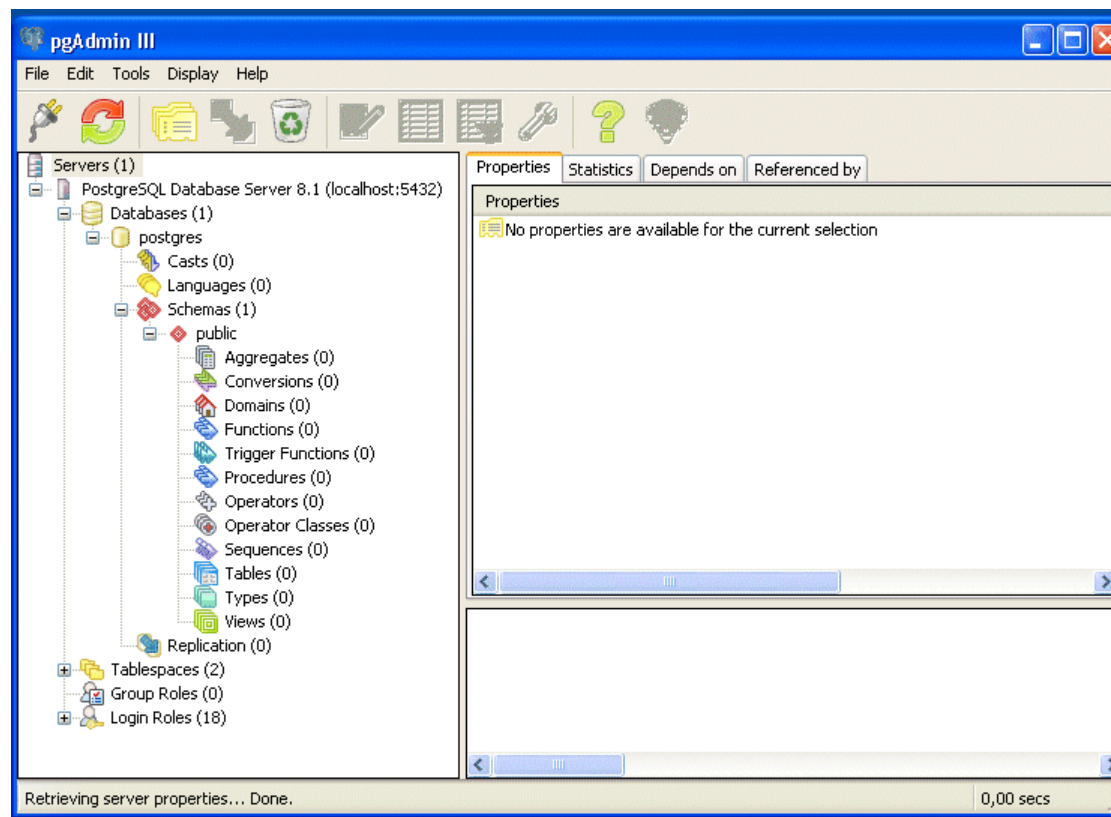 pgAdmin III
File Edit Tools Display Help
Servers (1)
PostgreSQL Database Server 8.1 (localhost:5432)
Databases (1)
postgres
Casts (0)
Languages (0)
Schemas (1)
public
Aggregates (0)
Conversions (0)
Domains (0)
Functions (0)
Trigger Functions (0)
Procedures (0)
Operators (0)
Operator Classes (0)
Sequences (0)
Tables (0)
Types (0)
Views (0)
Replication (0)
Tablespaces (2)
Group Roles (0)
Login Roles (18)
Properties Statistics Depends on Referenced by
Properties
No properties are available for the current selection
Retrieving server properties... Done.
0,00 secs